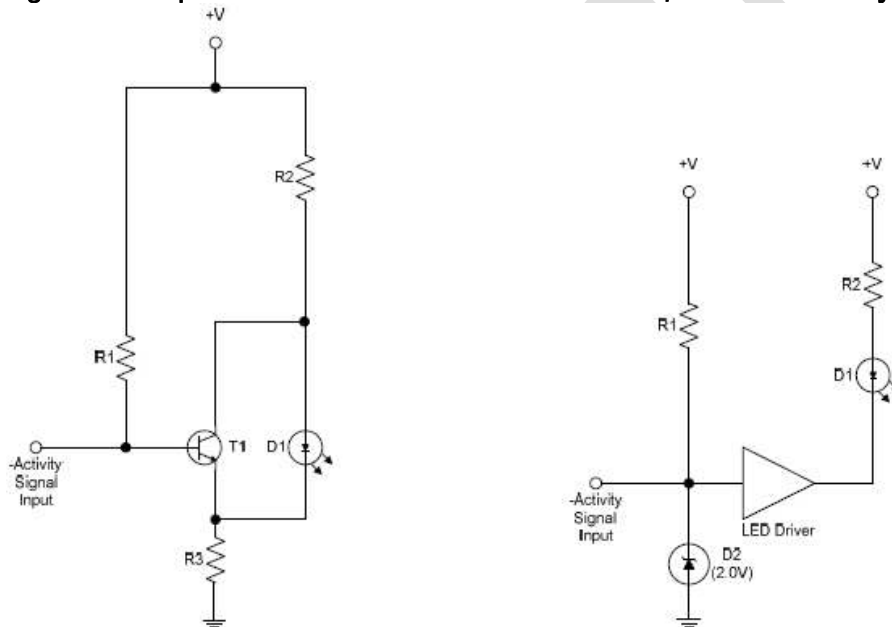 +V
R2
R1
T1
D1
-Activity
Signal
Input
R3
+V
+V
R2
R1
D1
-Activity
Signal
Input
LED Driver
D2
(2.0V)